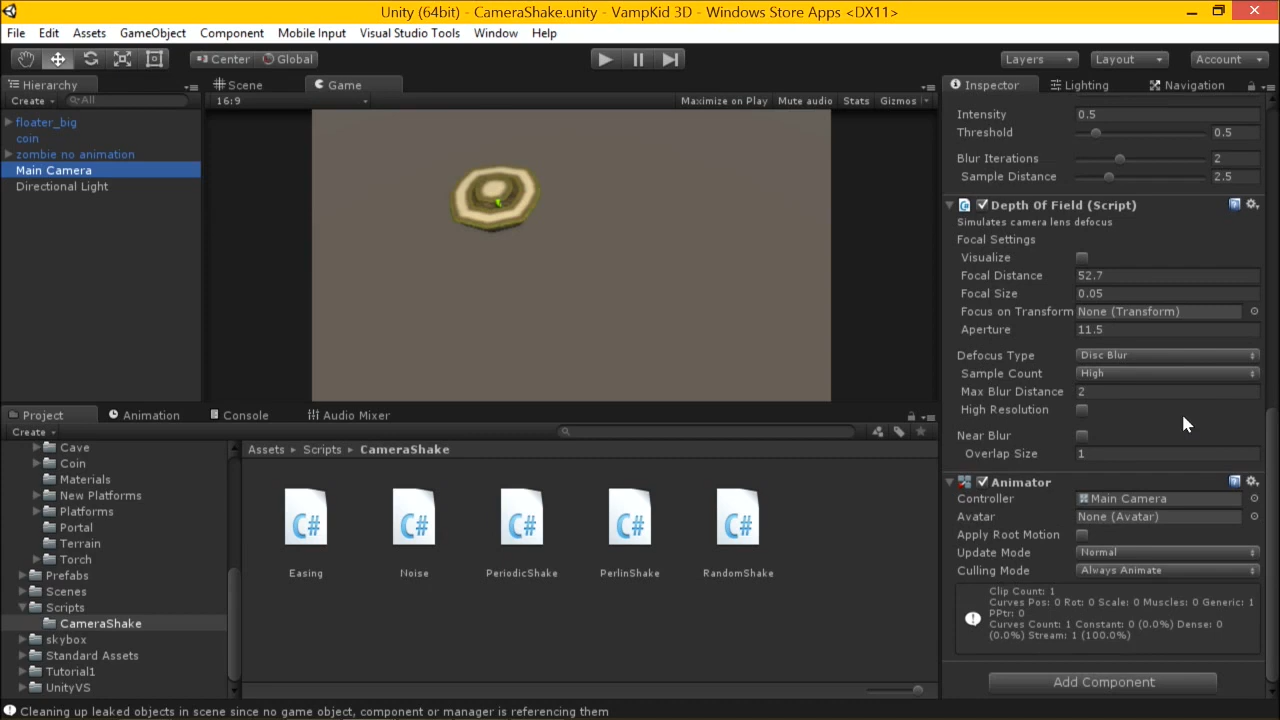 Unity (64bit) - CameraShake.unity - VampKid 3D - Windows Store Apps <DX11>
File Edit Assets GameObject Component Mobile Input Visual Studio Tools Window Help
Center Global Layers Layout Account
Hierarchy Scene Game Inspector Lighting Navigation
Create All 16:9 Maximize on Play Mute audio Stats Gizmos
floater_big
coin
zombie no animation
Main Camera
Directional Light
Intensity 0.5
Threshold 0.5
Blur Iterations 2
Sample Distance 2.5
Depth Of Field (Script)
Simulates camera lens defocus
Focal Settings
Visualize
Focal Distance 52.7
Focal Size 0.05
Focus on Transform None (Transform)
Aperture 11.5
Defocus Type Disc Blur
Sample Count High
Max Blur Distance 2
High Resolution
Near Blur
Overlap Size 1
Animator
Controller Main Camera
Avatar None (Avatar)
Apply Root Motion
Update Mode Normal
Culling Mode Always Animate
Clip Count: 1
Curves Pos: 0 Rot: 0 Scale: 0 Muscles: 0 Generic: 1
PPtr: 0
Curves Count: 1 Constant: 0 (0.0%) Dense: 0
(0.0%) Stream: 1 (100.0%)
Add Component
Project Animation Console Audio Mixer
Create
Cave
Coin
Materials
New Platforms
Platforms
Portal
Terrain
Torch
Prefabs
Scenes
Scripts
CameraShake
skybox
Standard Assets
Tutorial1
UnityVS
Assets Scripts CameraShake
C# C# C# C# C#
Easing Noise PeriodicShake PerlinShake RandomShake
Cleaning up leaked objects in scene since no game object, component or manager is referencing them